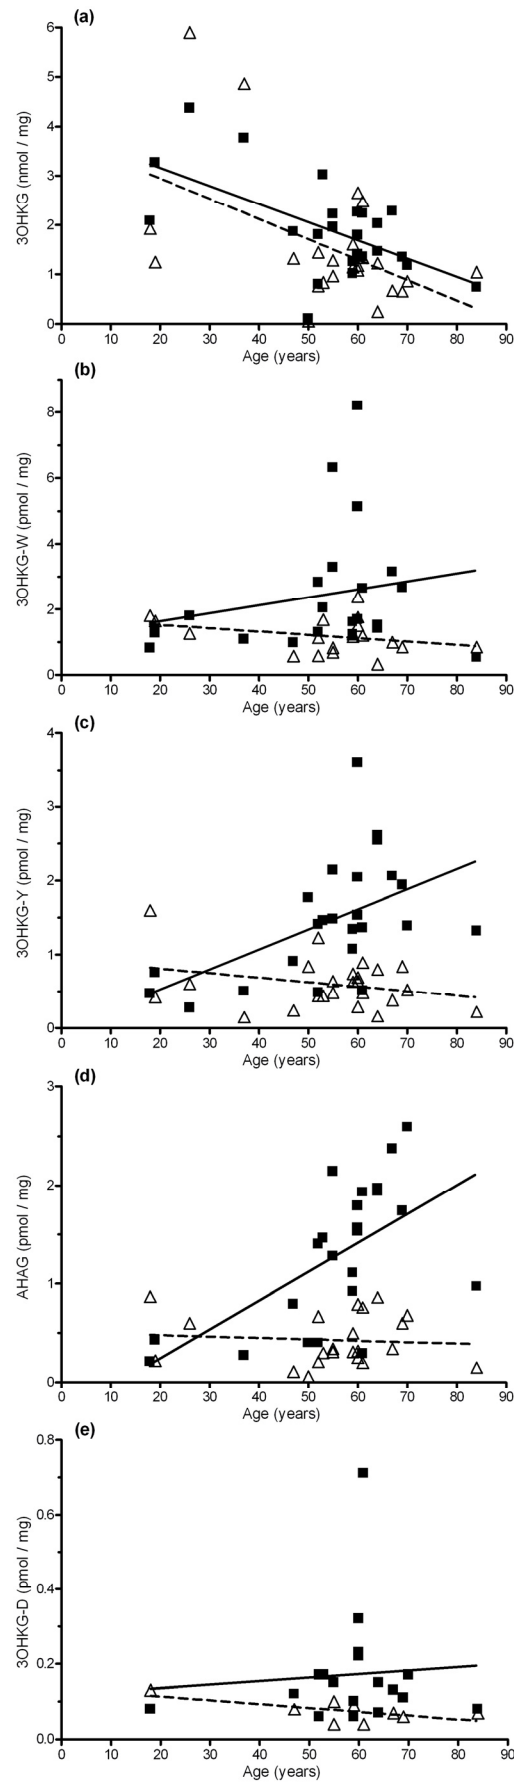 (a)
6
5
4
3
2
1
0
3OHKG (nmol / mg)
0 10 20 30 40 50 60 70 80 90
Age (years)
(b)
8
6
4
2
0
3OHKG-W (pmol / mg)
0 10 20 30 40 50 60 70 80 90
Age (years)
(c)
4
3
2
1
0
3OHKG-Y (pmol / mg)
0 10 20 30 40 50 60 70 80 90
Age (years)
(d)
3
2
1
0
AHAG (pmol / mg)
0 10 20 30 40 50 60 70 80 90
Age (years)
(e)
0.8
0.6
0.4
0.2
0.0
3OHKG-D (pmol / mg)
0 10 20 30 40 50 60 70 80 90
Age (years)